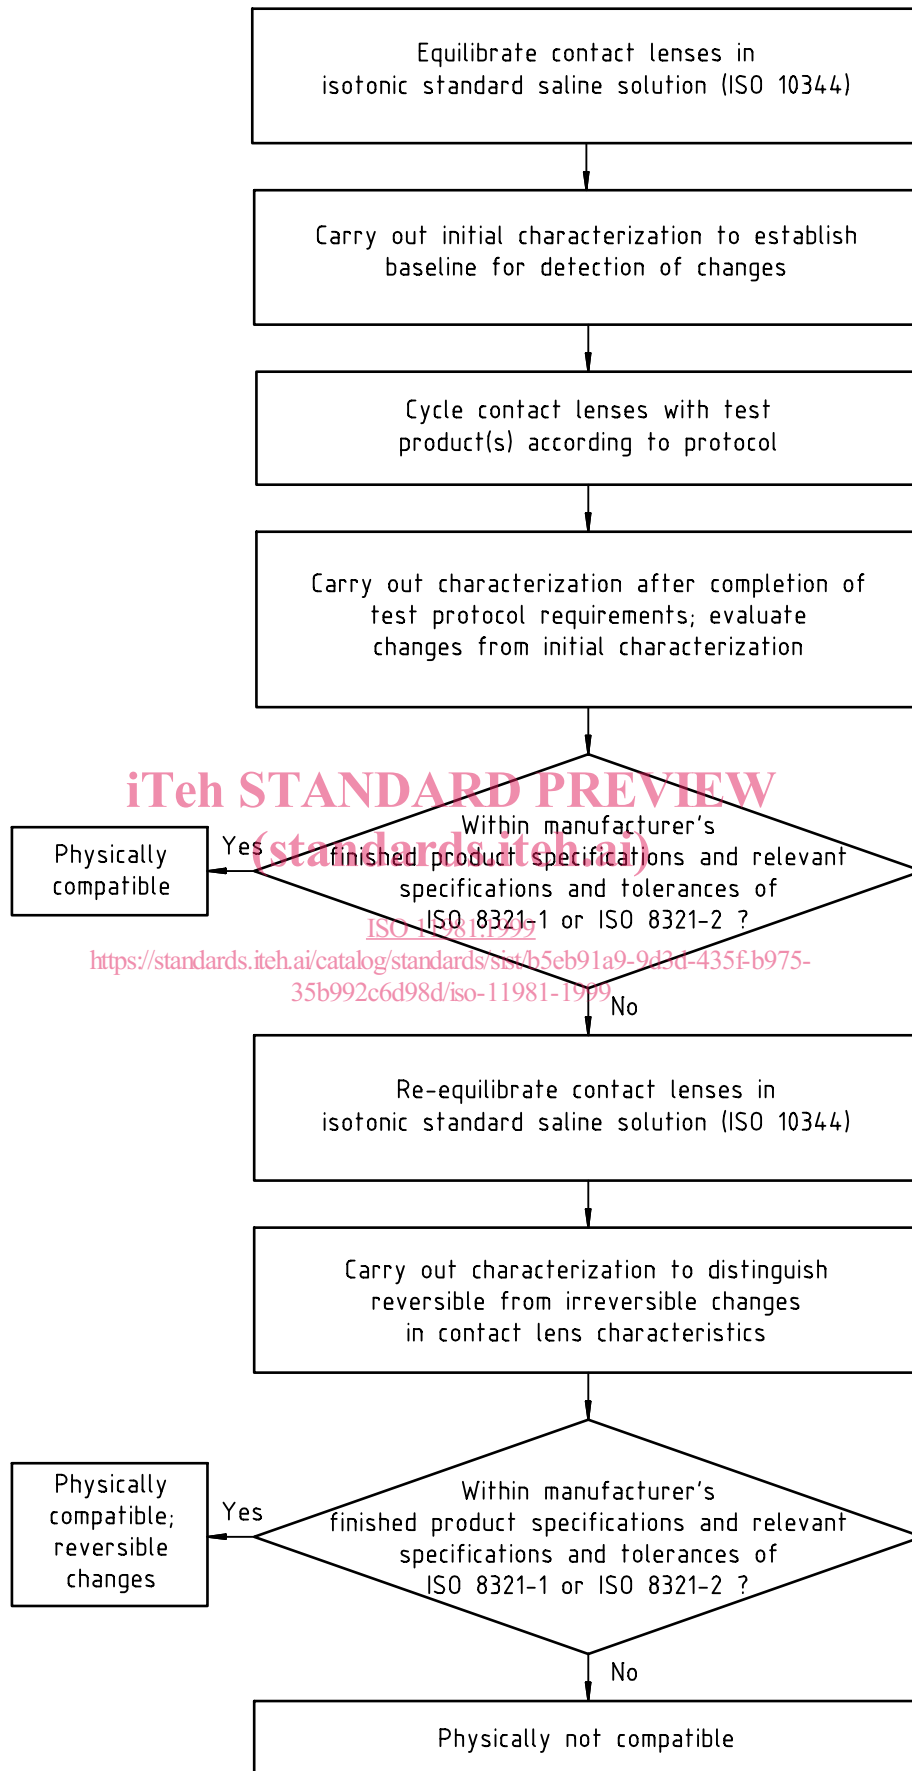 Equilibrate contact lenses in
isotonic standard saline solution (ISO 10344)
Carry out initial characterization to establish
baseline for detection of changes
Cycle contact lenses with test
product(s) according to protocol
Carry out characterization after completion of
test protocol requirements; evaluate
changes from initial characterization
iTeh STANDARD PREVIEW
(standards.iteh.ai)
Within manufacturer's
finished product specifications and relevant
specifications and tolerances of
ISO 8321-1 or ISO 8321-2 ?
Yes
Physically
compatible
ISO 11981:1999
https://standards.iteh.ai/catalog/standards/sist/b5eb91a9-9d3d-435f-b975-
35b992c6d98d/iso-11981-1999
No
Re-equilibrate contact lenses in
isotonic standard saline solution (ISO 10344)
Carry out characterization to distinguish
reversible from irreversible changes
in contact lens characteristics
Within manufacturer's
finished product specifications and relevant
specifications and tolerances of
ISO 8321-1 or ISO 8321-2 ?
Yes
Physically
compatible;
reversible
changes
No
Physically not compatible